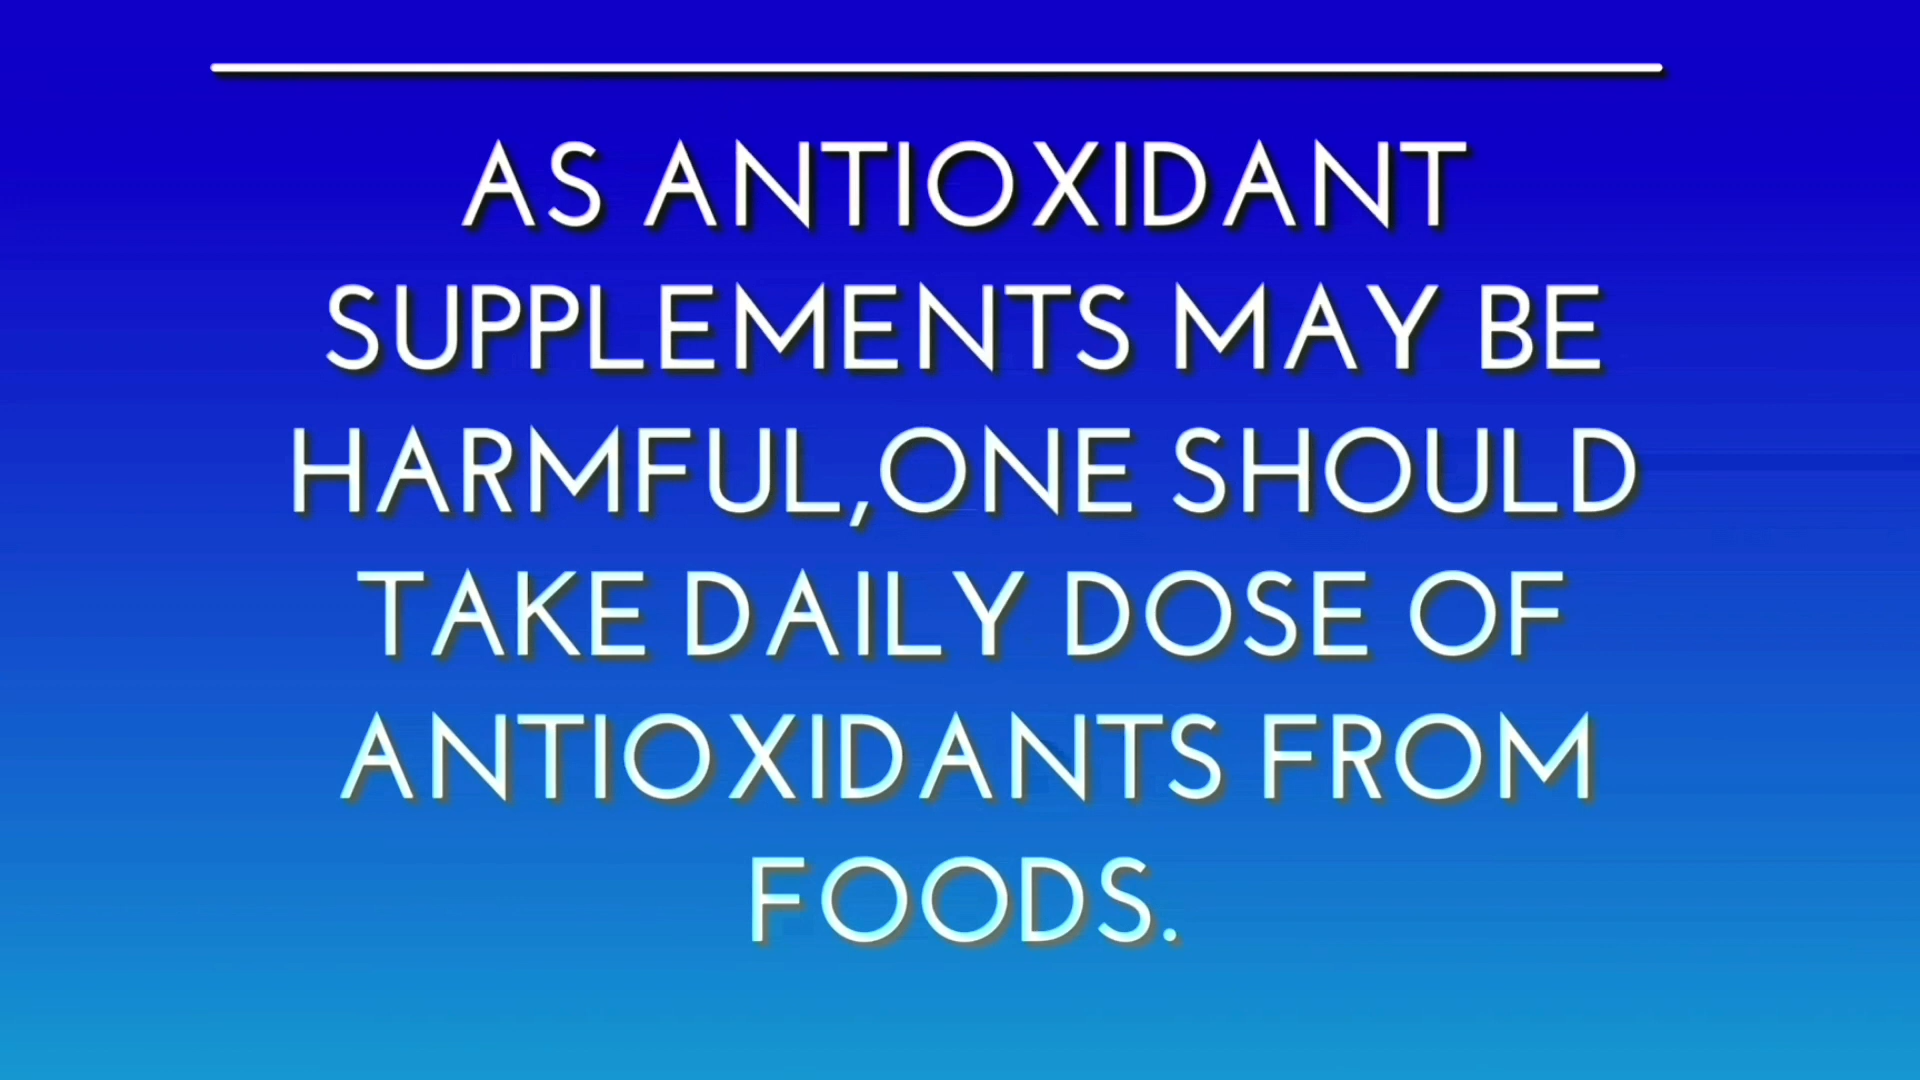 AS ANTIOXIDANT
SUPPLEMENTS MAY BE
HARMFUL,ONE SHOULD
TAKE DAILY DOSE OF
ANTIOXIDANTS FROM
FOODS.